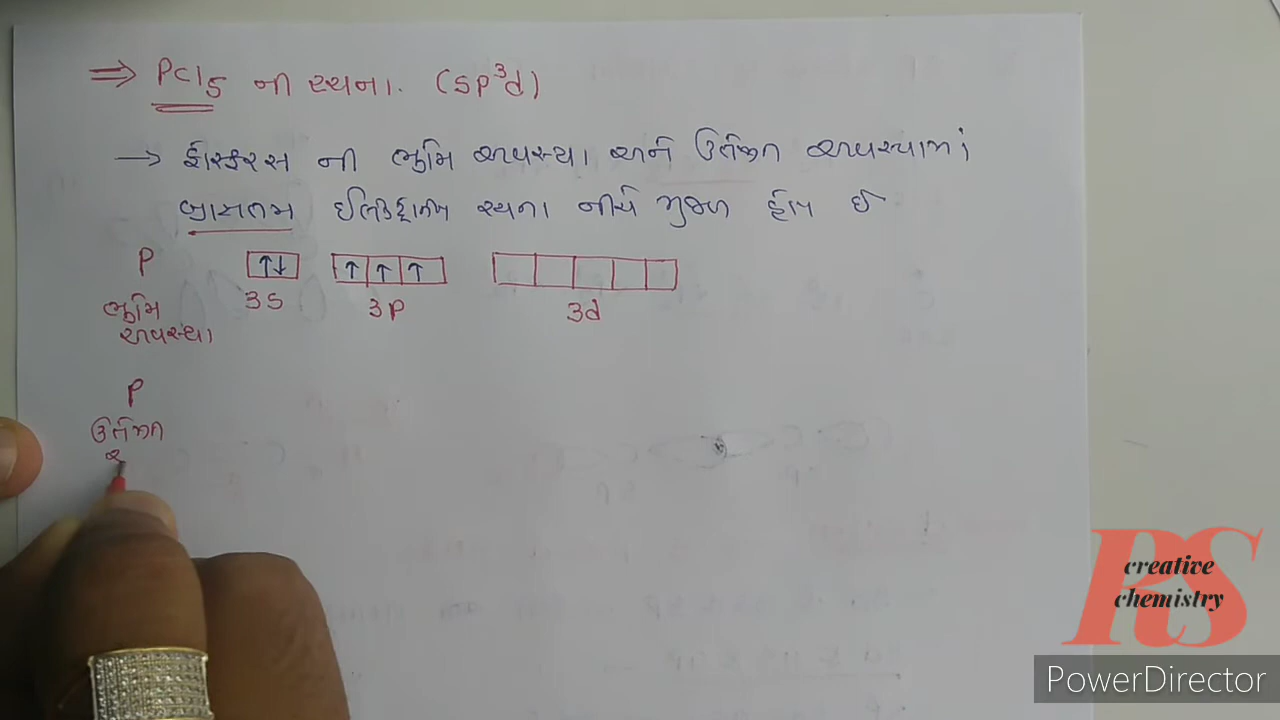 ⇒ PCl5 ની રચના. (sp³d)
→ ફોસ્ફરસ ની ભૂમિ અવસ્થા અને ઉત્તેજીત અવસ્થામાં
બાહ્યતમ ઈલેક્ટ્રોનીય રચના નીચે મુજબ હોય છે
P ↑↓ ↑ ↑ ↑
ભૂમિ 3s 3p 3d
અવસ્થા
P
ઉત્તેજીત
અ
RS
creative
chemistry
PowerDirector